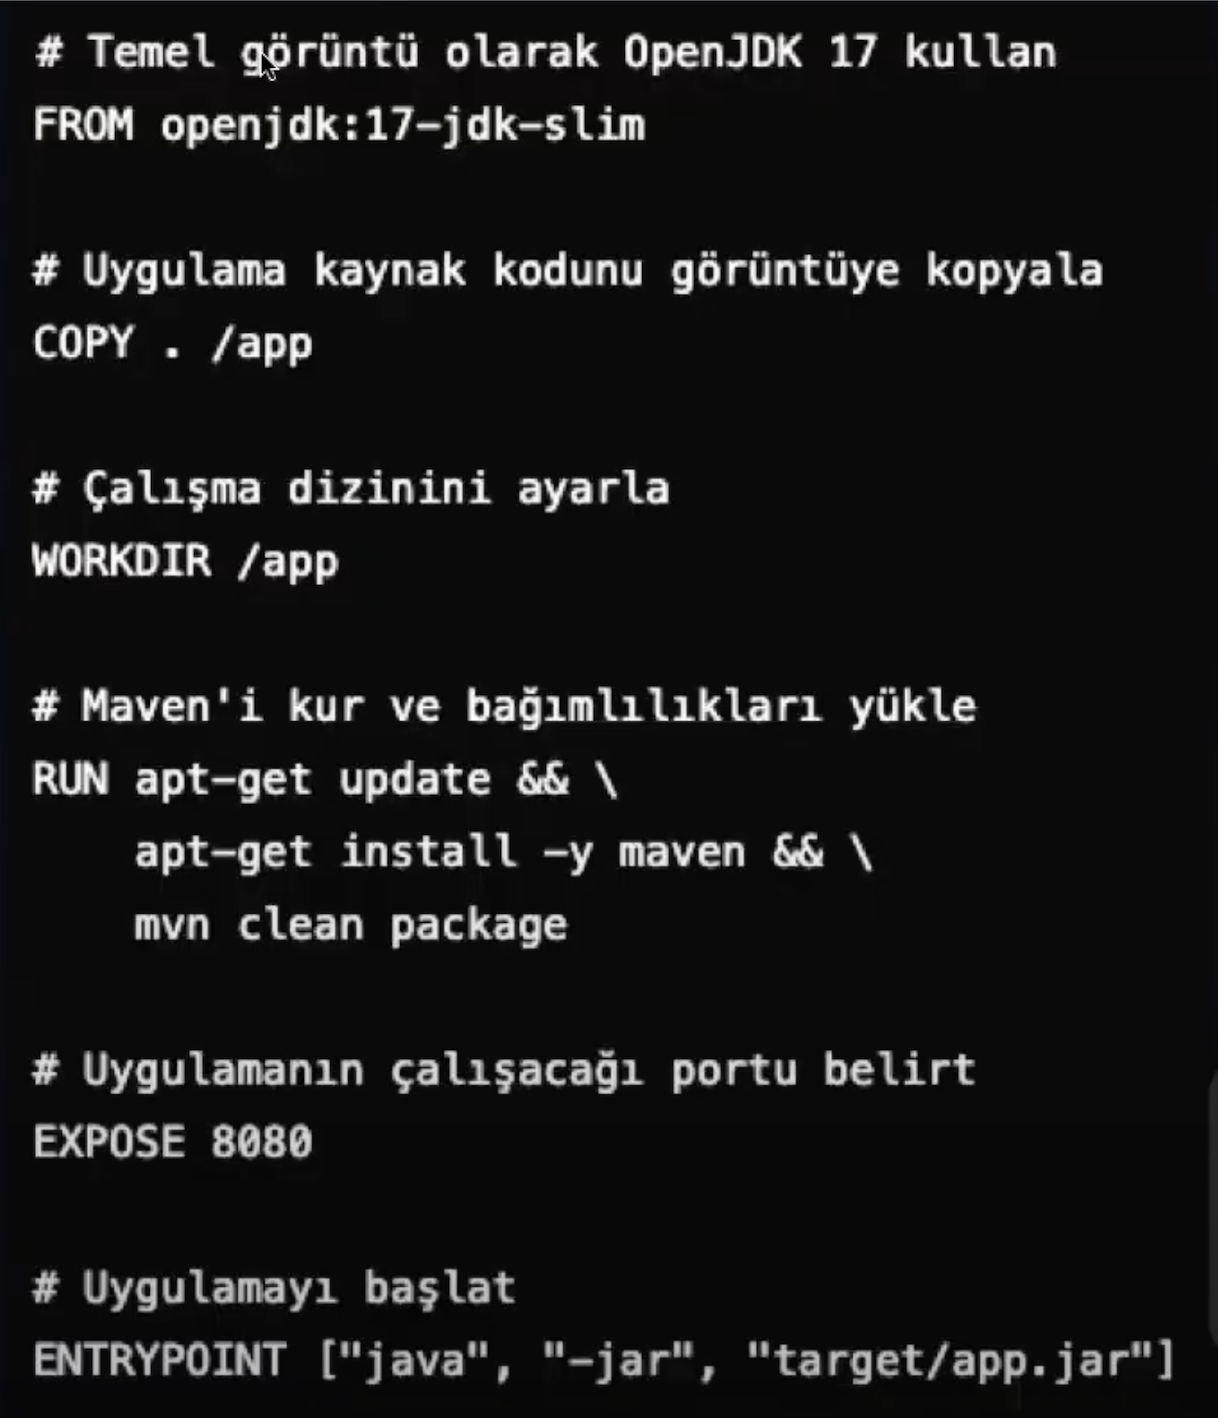 # Temel görüntü olarak OpenJDK 17 kullan
FROM openjdk:17-jdk-slim
# Uygulama kaynak kodunu görüntüye kopyala
COPY . /app
# Çalışma dizinini ayarla
WORKDIR /app
# Maven'i kur ve bağımlılıkları yükle
RUN apt-get update && \
    apt-get install -y maven && \
    mvn clean package
# Uygulamanın çalışacağı portu belirt
EXPOSE 8080
# Uygulamayı başlat
ENTRYPOINT ["java", "-jar", "target/app.jar"]